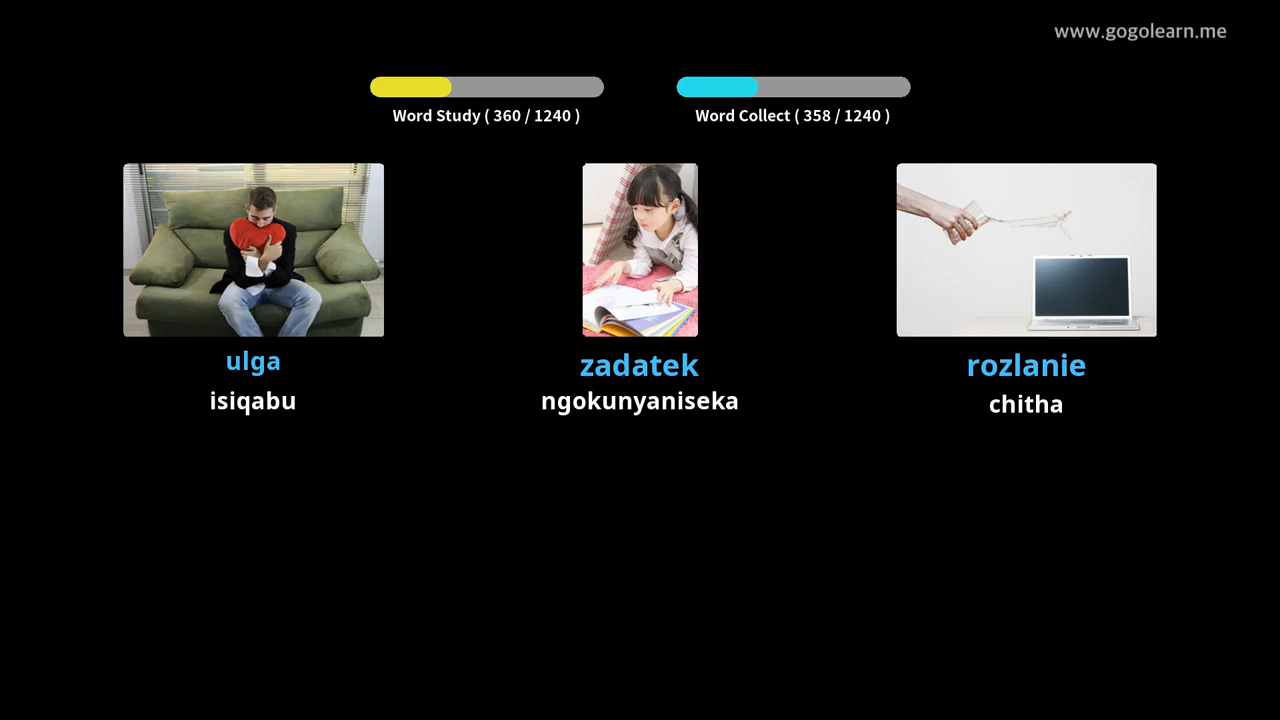 www.gogolearn.me
Word Study ( 360 / 1240 )
Word Collect ( 358 / 1240 )
ulga
isiqabu
zadatek
ngokunyaniseka
rozlanie
chitha